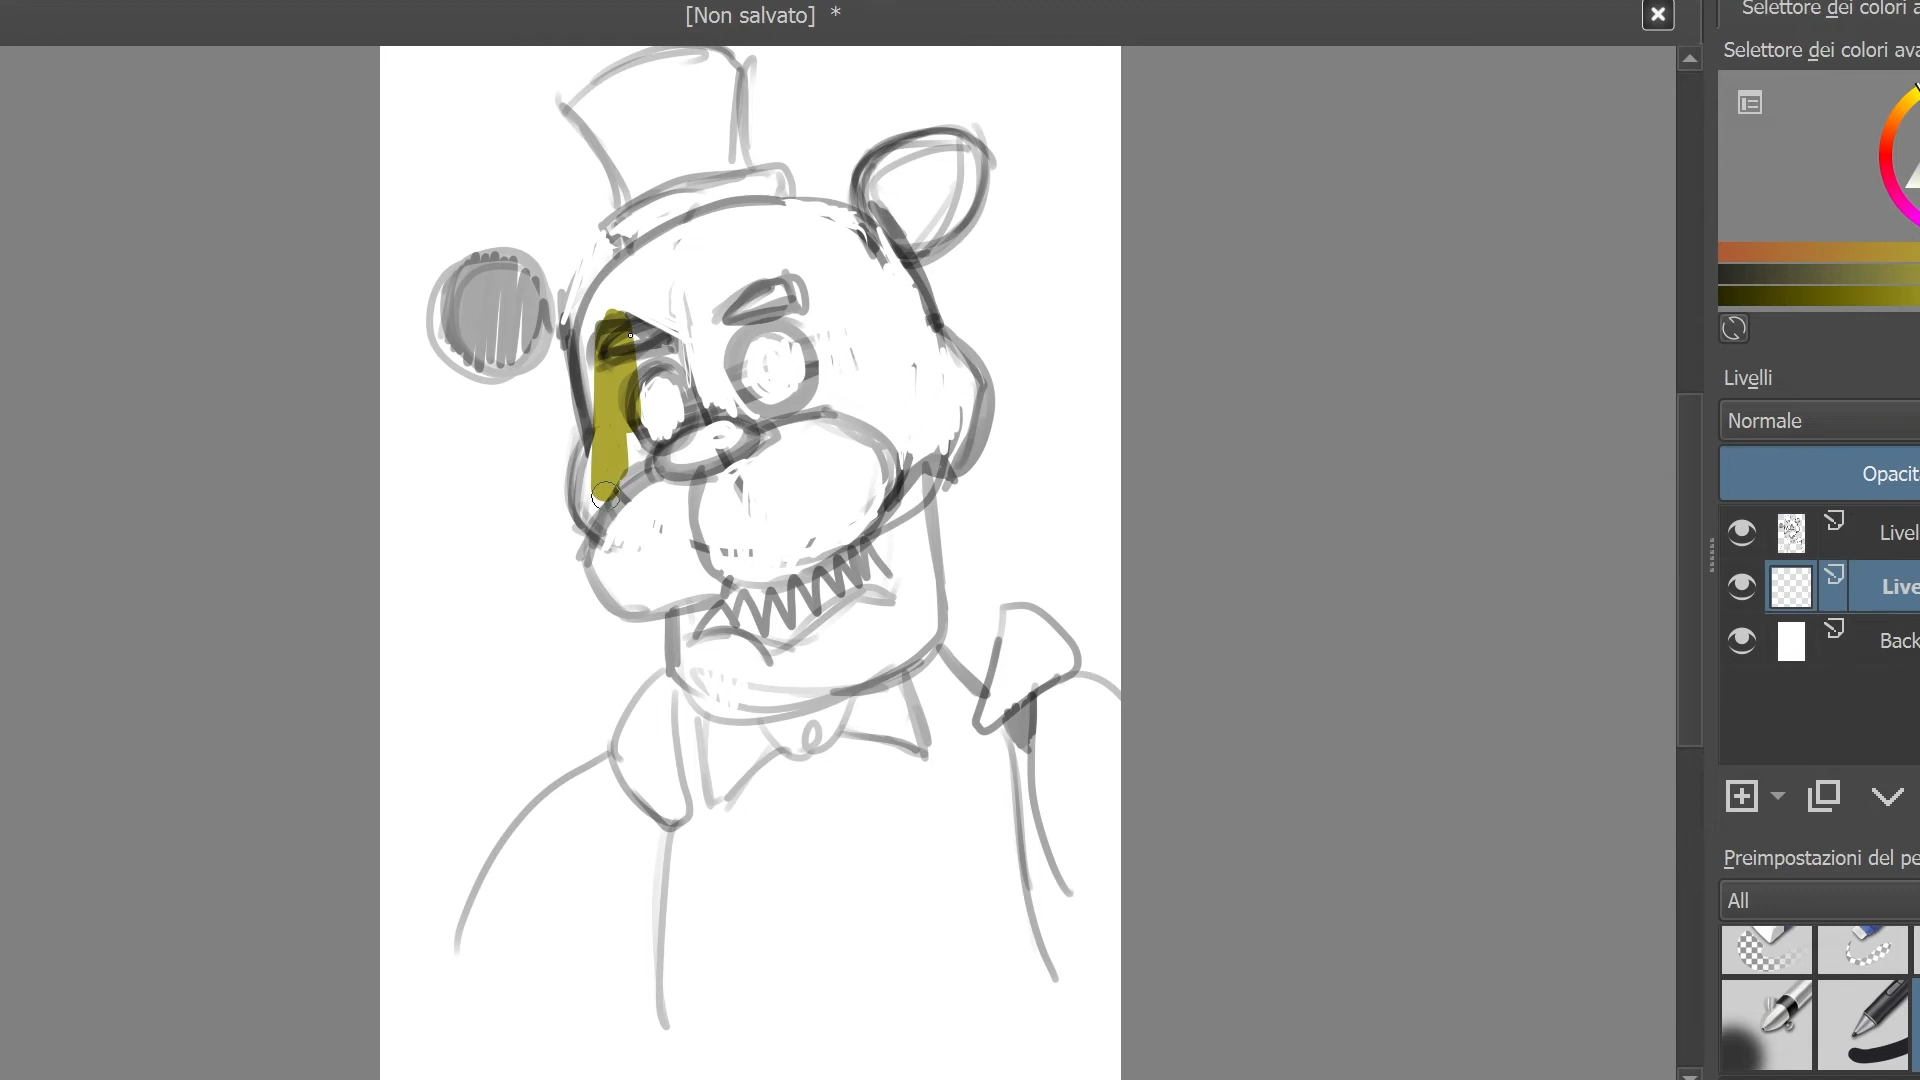 [Non salvato] *
Selettore dei colori a
Selettore dei colori ava
Livelli
Normale
Opacit
Livel
Live
Back
Preimpostazioni del pe
All